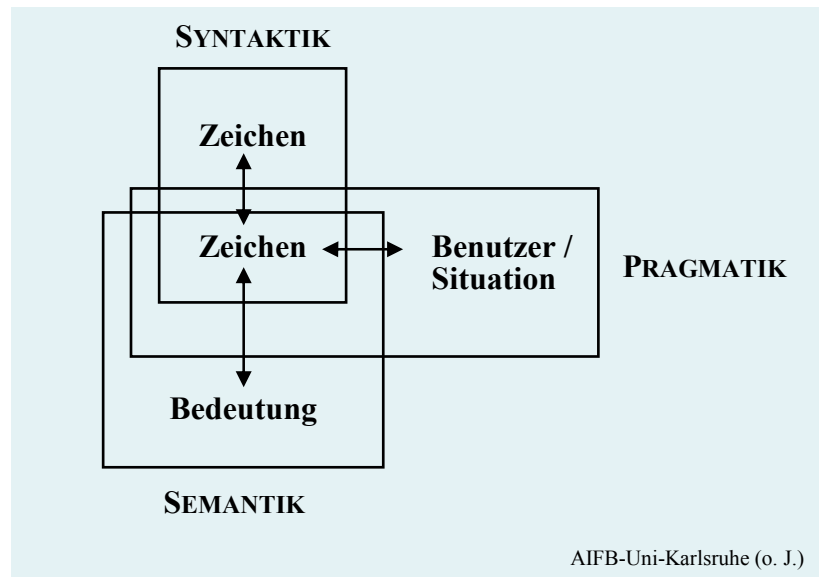 SYNTAKTIK
Zeichen
Zeichen
Benutzer /
Situation
PRAGMATIK
Bedeutung
SEMANTIK
AIFB-Uni-Karlsruhe (o. J.)